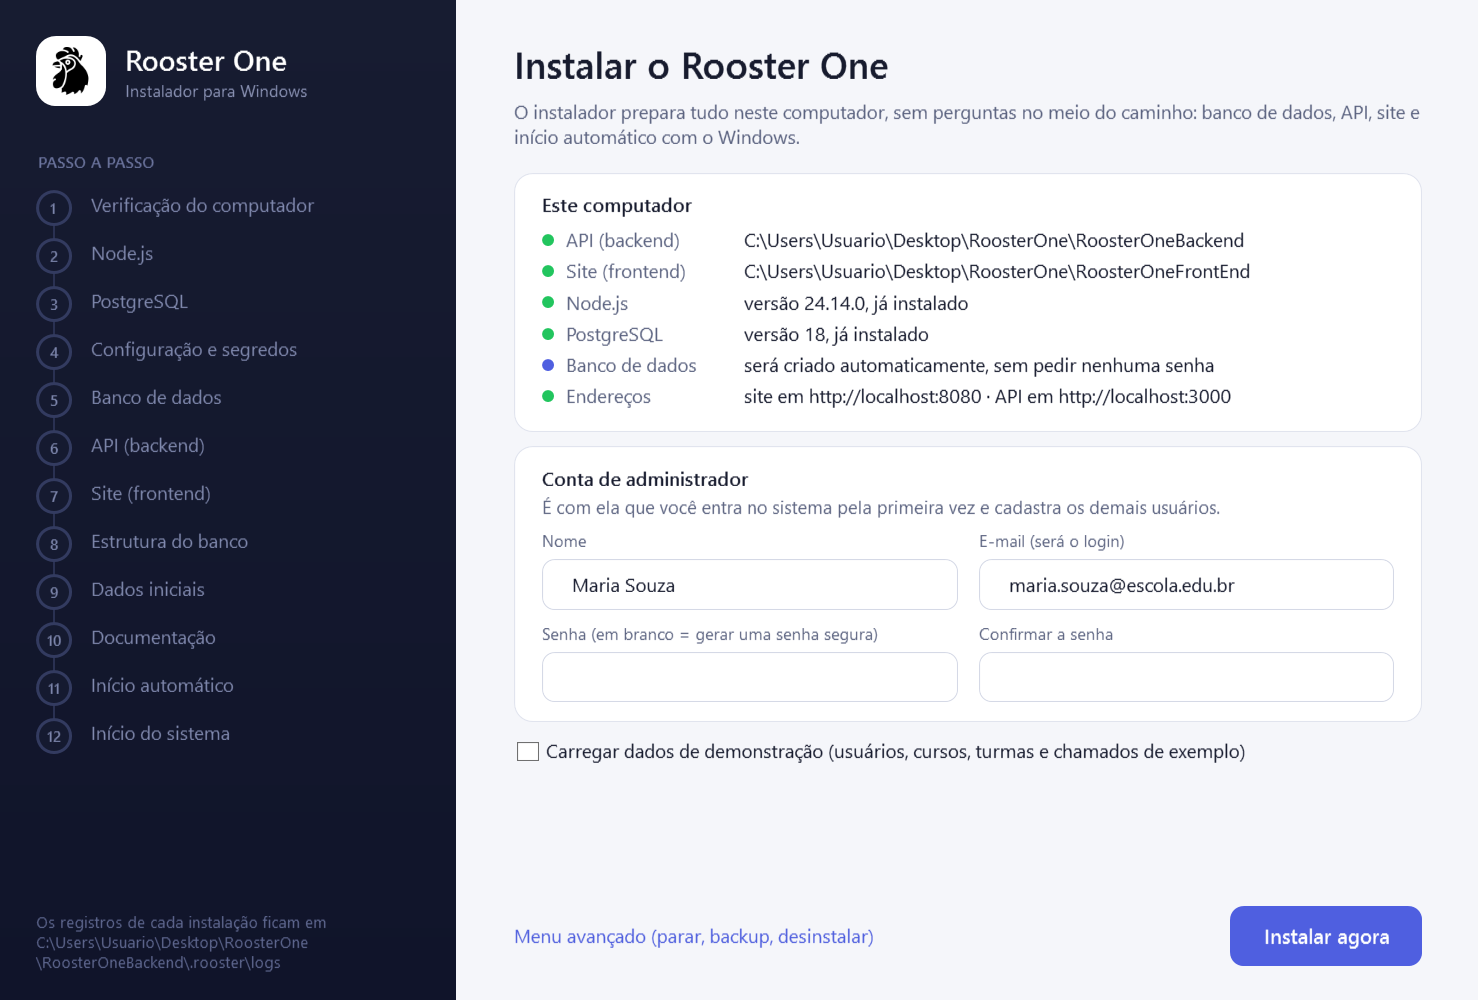 Rooster One
Instalador para Windows
PASSO A PASSO
1 Verificação do computador
2 Node.js
3 PostgreSQL
4 Configuração e segredos
5 Banco de dados
6 API (backend)
7 Site (frontend)
8 Estrutura do banco
9 Dados iniciais
10 Documentação
11 Início automático
12 Início do sistema
Os registros de cada instalação ficam em
C:\Users\Usuario\Desktop\RoosterOne
\RoosterOneBackend\.rooster\logs
Instalar o Rooster One
O instalador prepara tudo neste computador, sem perguntas no meio do caminho: banco de dados, API, site e
início automático com o Windows.
Este computador
API (backend) C:\Users\Usuario\Desktop\RoosterOne\RoosterOneBackend
Site (frontend) C:\Users\Usuario\Desktop\RoosterOne\RoosterOneFrontEnd
Node.js versão 24.14.0, já instalado
PostgreSQL versão 18, já instalado
Banco de dados será criado automaticamente, sem pedir nenhuma senha
Endereços site em http://localhost:8080 · API em http://localhost:3000
Conta de administrador
É com ela que você entra no sistema pela primeira vez e cadastra os demais usuários.
Nome E-mail (será o login)
Maria Souza maria.souza@escola.edu.br
Senha (em branco = gerar uma senha segura) Confirmar a senha
Carregar dados de demonstração (usuários, cursos, turmas e chamados de exemplo)
Menu avançado (parar, backup, desinstalar) Instalar agora